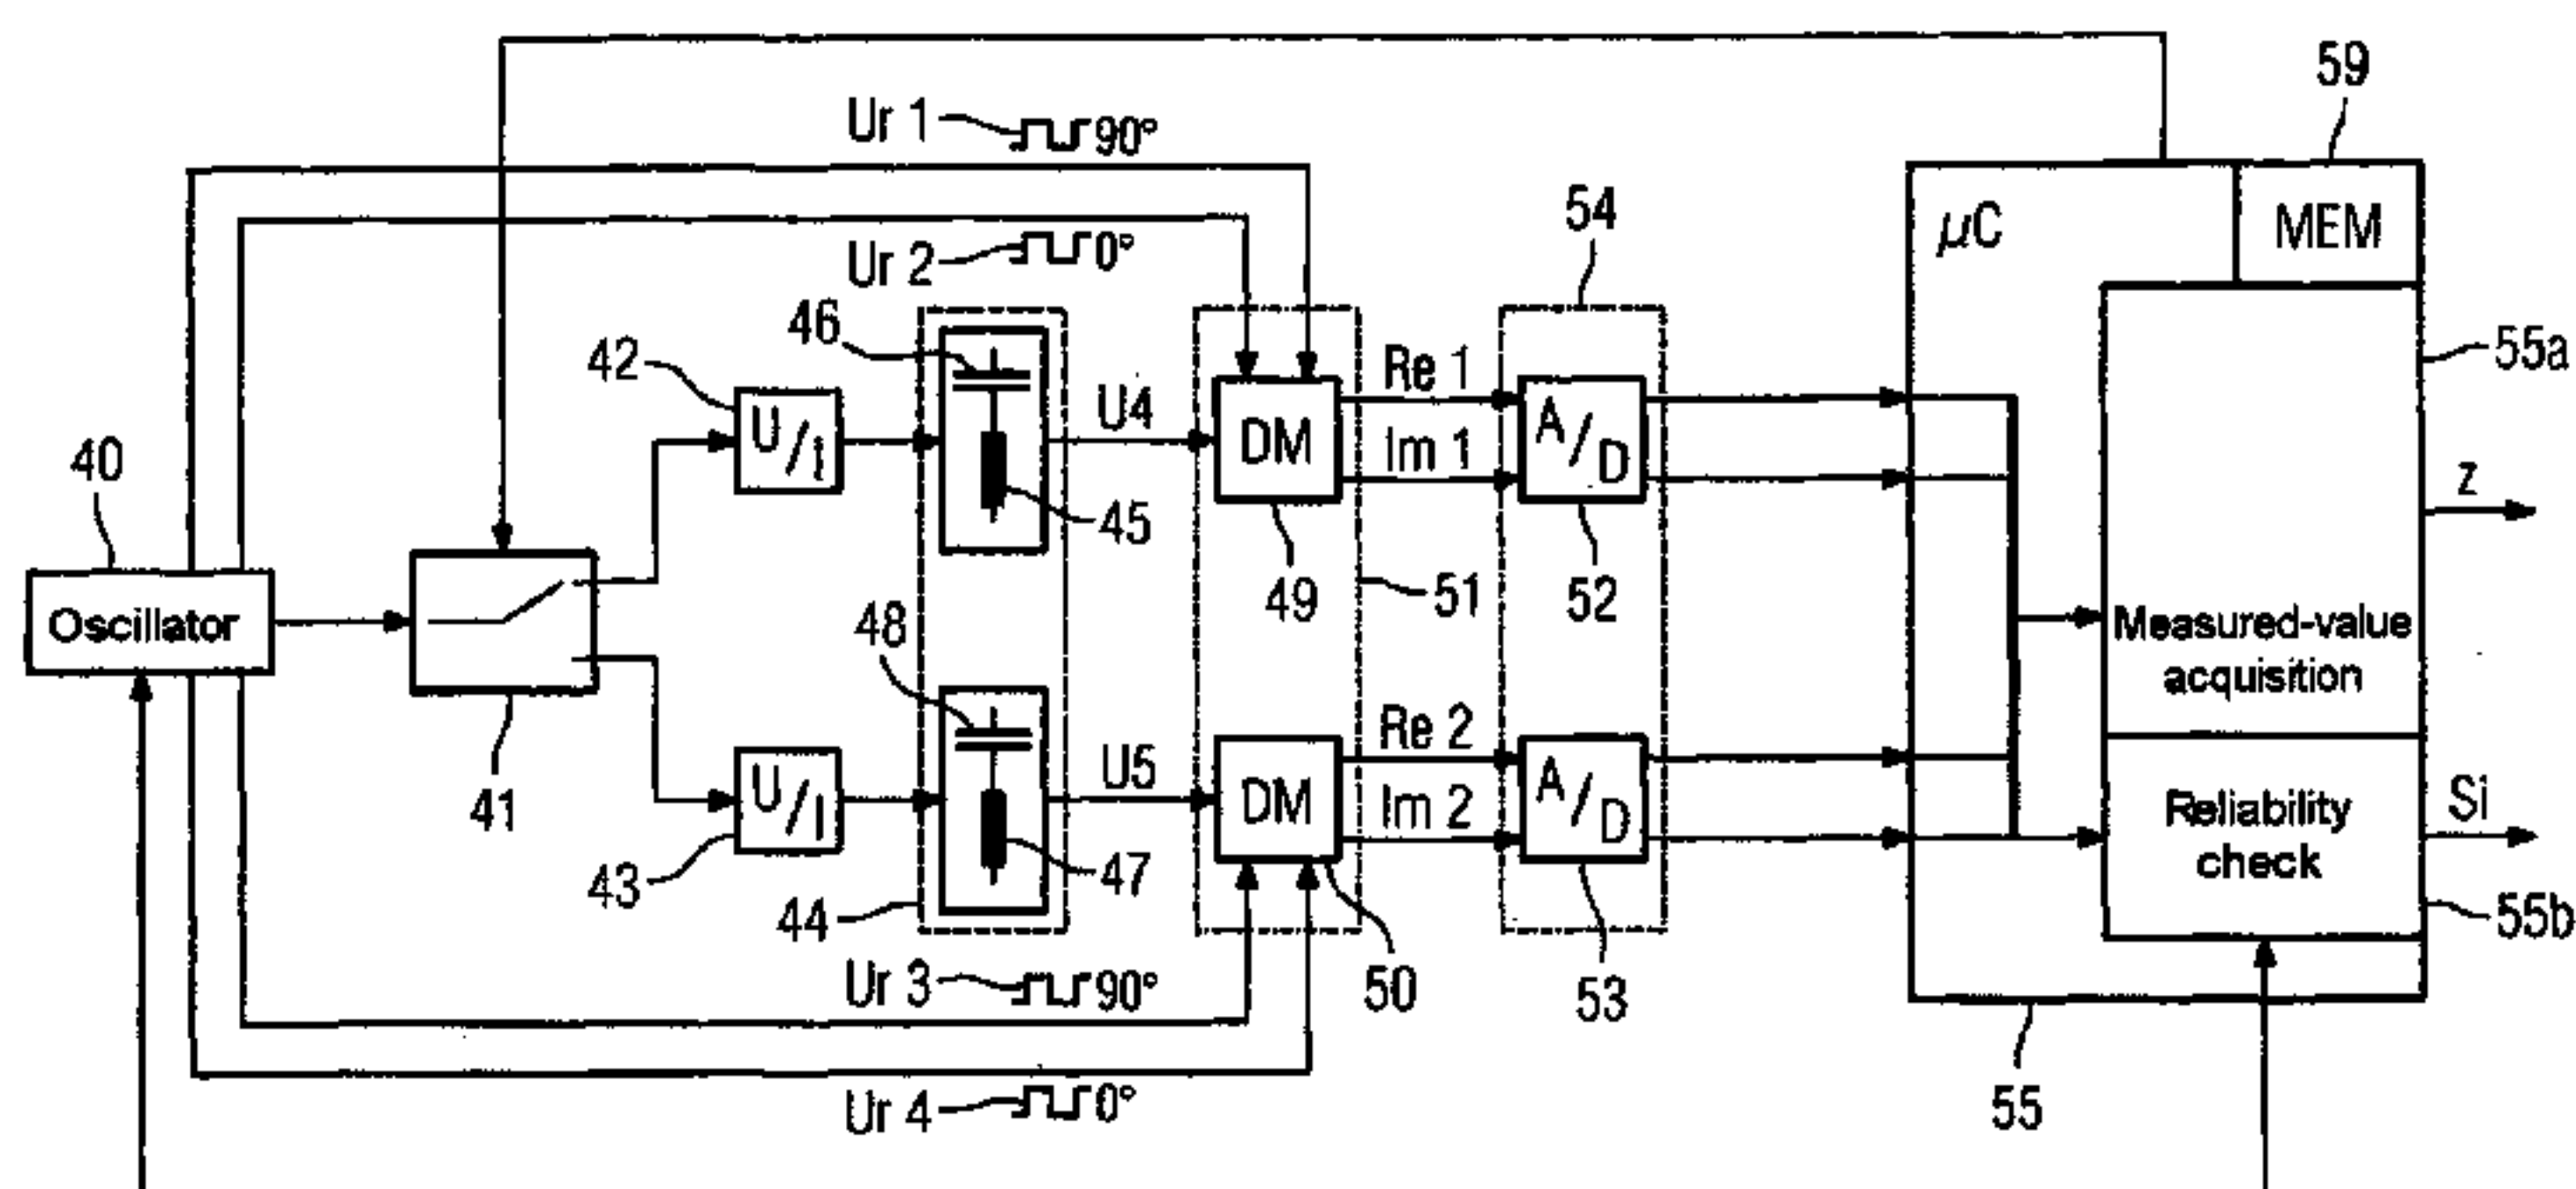 59
Ur 1 90°
54
µC
MEM
Ur 2 0°
46
55a
42
Re 1
U/I
U4
DM
Im 1
A/D
40
45
z
49
51
52
Oscillator
Measured-value
acquisition
48
Re 2
41
U/I
U5
DM
Im 2
A/D
Reliability
check
Si
43
47
44
55b
Ur 3 90°
50
53
Ur 4 0°
55